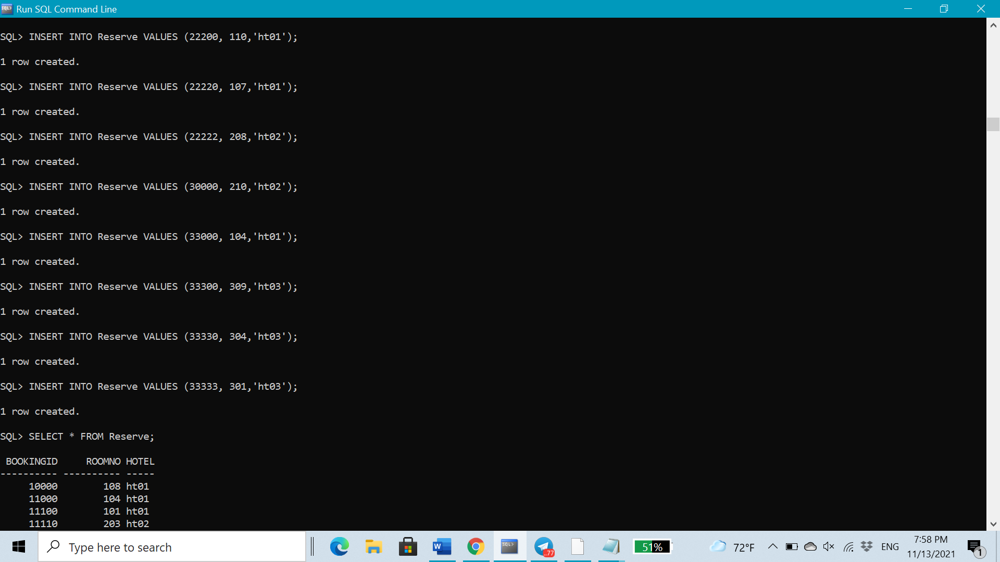 Run SQL Command Line
SQL> INSERT INTO Reserve VALUES (22200, 110,'ht01');
1 row created.
SQL> INSERT INTO Reserve VALUES (22220, 107,'ht01');
1 row created.
SQL> INSERT INTO Reserve VALUES (22222, 208,'ht02');
1 row created.
SQL> INSERT INTO Reserve VALUES (30000, 210,'ht02');
1 row created.
SQL> INSERT INTO Reserve VALUES (33000, 104,'ht01');
1 row created.
SQL> INSERT INTO Reserve VALUES (33300, 309,'ht03');
1 row created.
SQL> INSERT INTO Reserve VALUES (33330, 304,'ht03');
1 row created.
SQL> INSERT INTO Reserve VALUES (33333, 301,'ht03');
1 row created.
SQL> SELECT * FROM Reserve;
BOOKINGID     ROOMNO HOTEL
---------- ---------- -----
10000        108 ht01
11000        104 ht01
11100        101 ht01
11110        203 ht02
Type here to search
W
SQL>
..77
51%
72°F
ENG
7:58 PM
11/13/2021
1